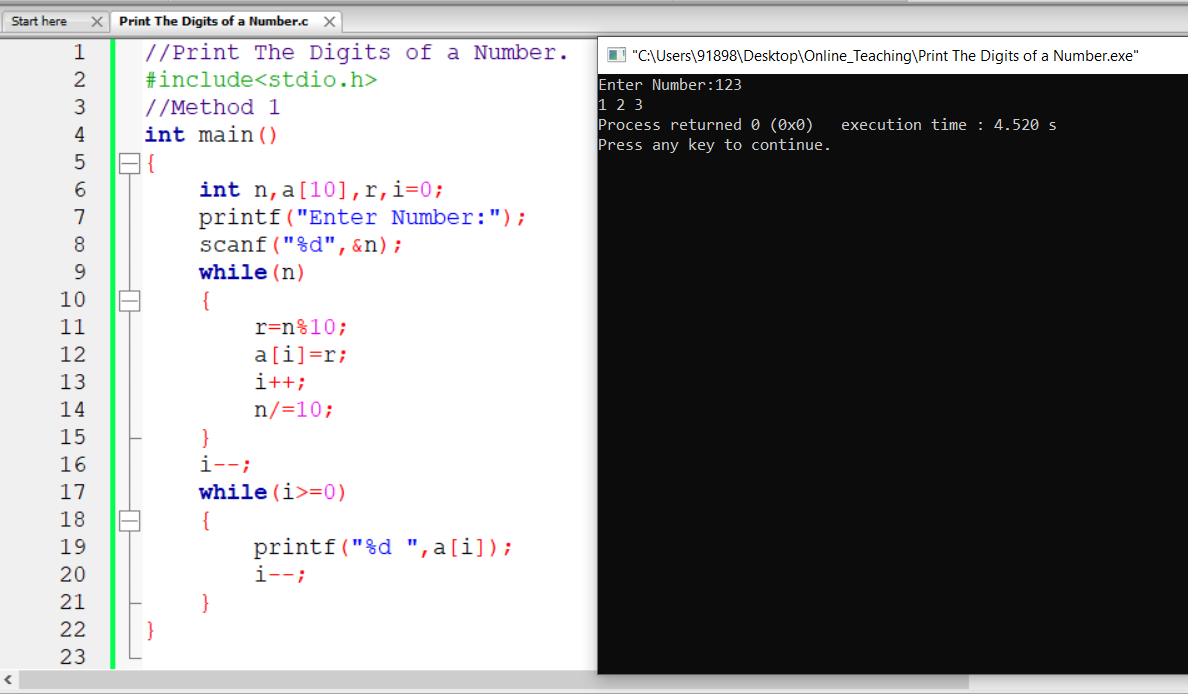 Start here
Print The Digits of a Number.c
1 //Print The Digits of a Number.
2 #include<stdio.h>
3 //Method 1
4 int main()
5 {
6 int n,a[10],r,i=0;
7 printf("Enter Number:");
8 scanf("%d",&n);
9 while(n)
10 {
11 r=n%10;
12 a[i]=r;
13 i++;
14 n/=10;
15 }
16 i--;
17 while(i>=0)
18 {
19 printf("%d ",a[i]);
20 i--;
21 }
22 }
23
"C:\Users\91898\Desktop\Online_Teaching\Print The Digits of a Number.exe"
Enter Number:123
1 2 3
Process returned 0 (0x0)   execution time : 4.520 s
Press any key to continue.